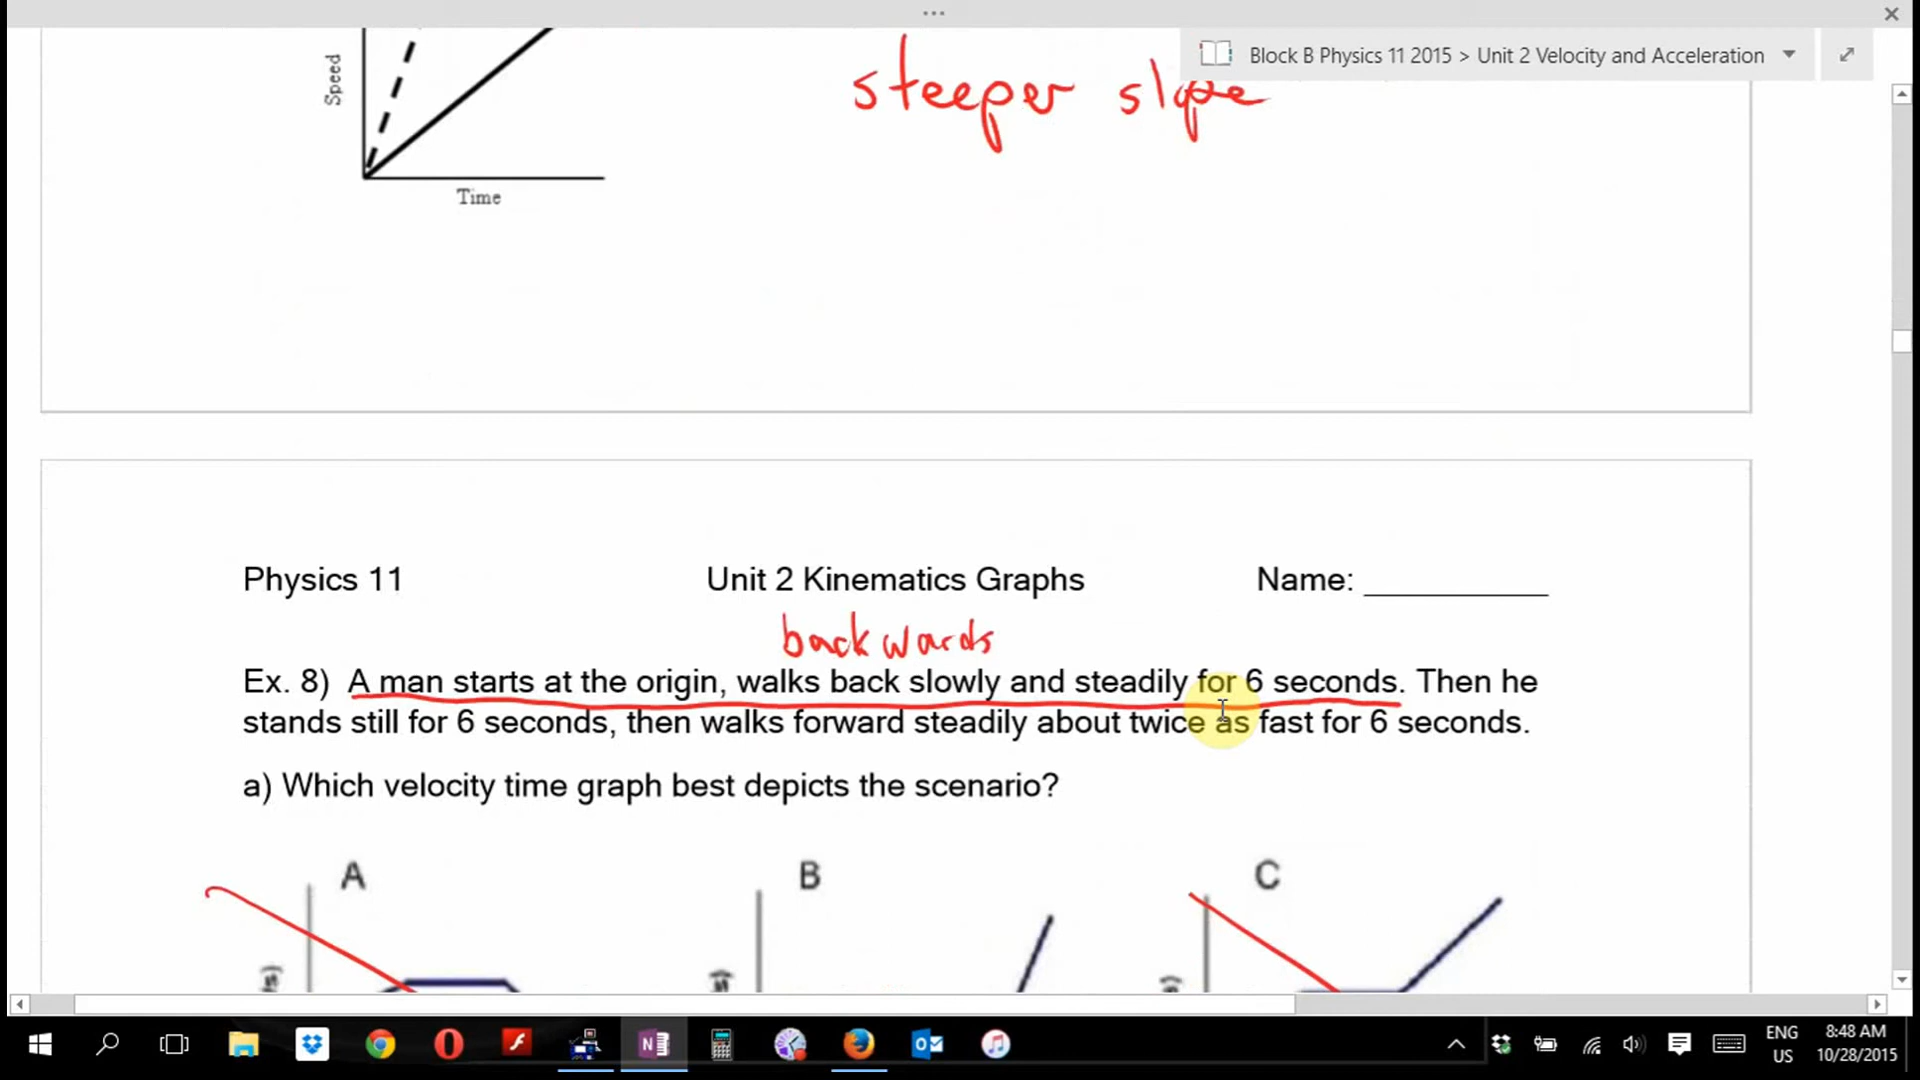 Block B Physics 11 2015 > Unit 2 Velocity and Acceleration
Speed
steeper slope
Time
Physics 11 Unit 2 Kinematics Graphs Name: ___________
backwards
Ex. 8) A man starts at the origin, walks back slowly and steadily for 6 seconds. Then he
stands still for 6 seconds, then walks forward steadily about twice as fast for 6 seconds.
a) Which velocity time graph best depicts the scenario?
A B C
ENG 8:48 AM
US 10/28/2015